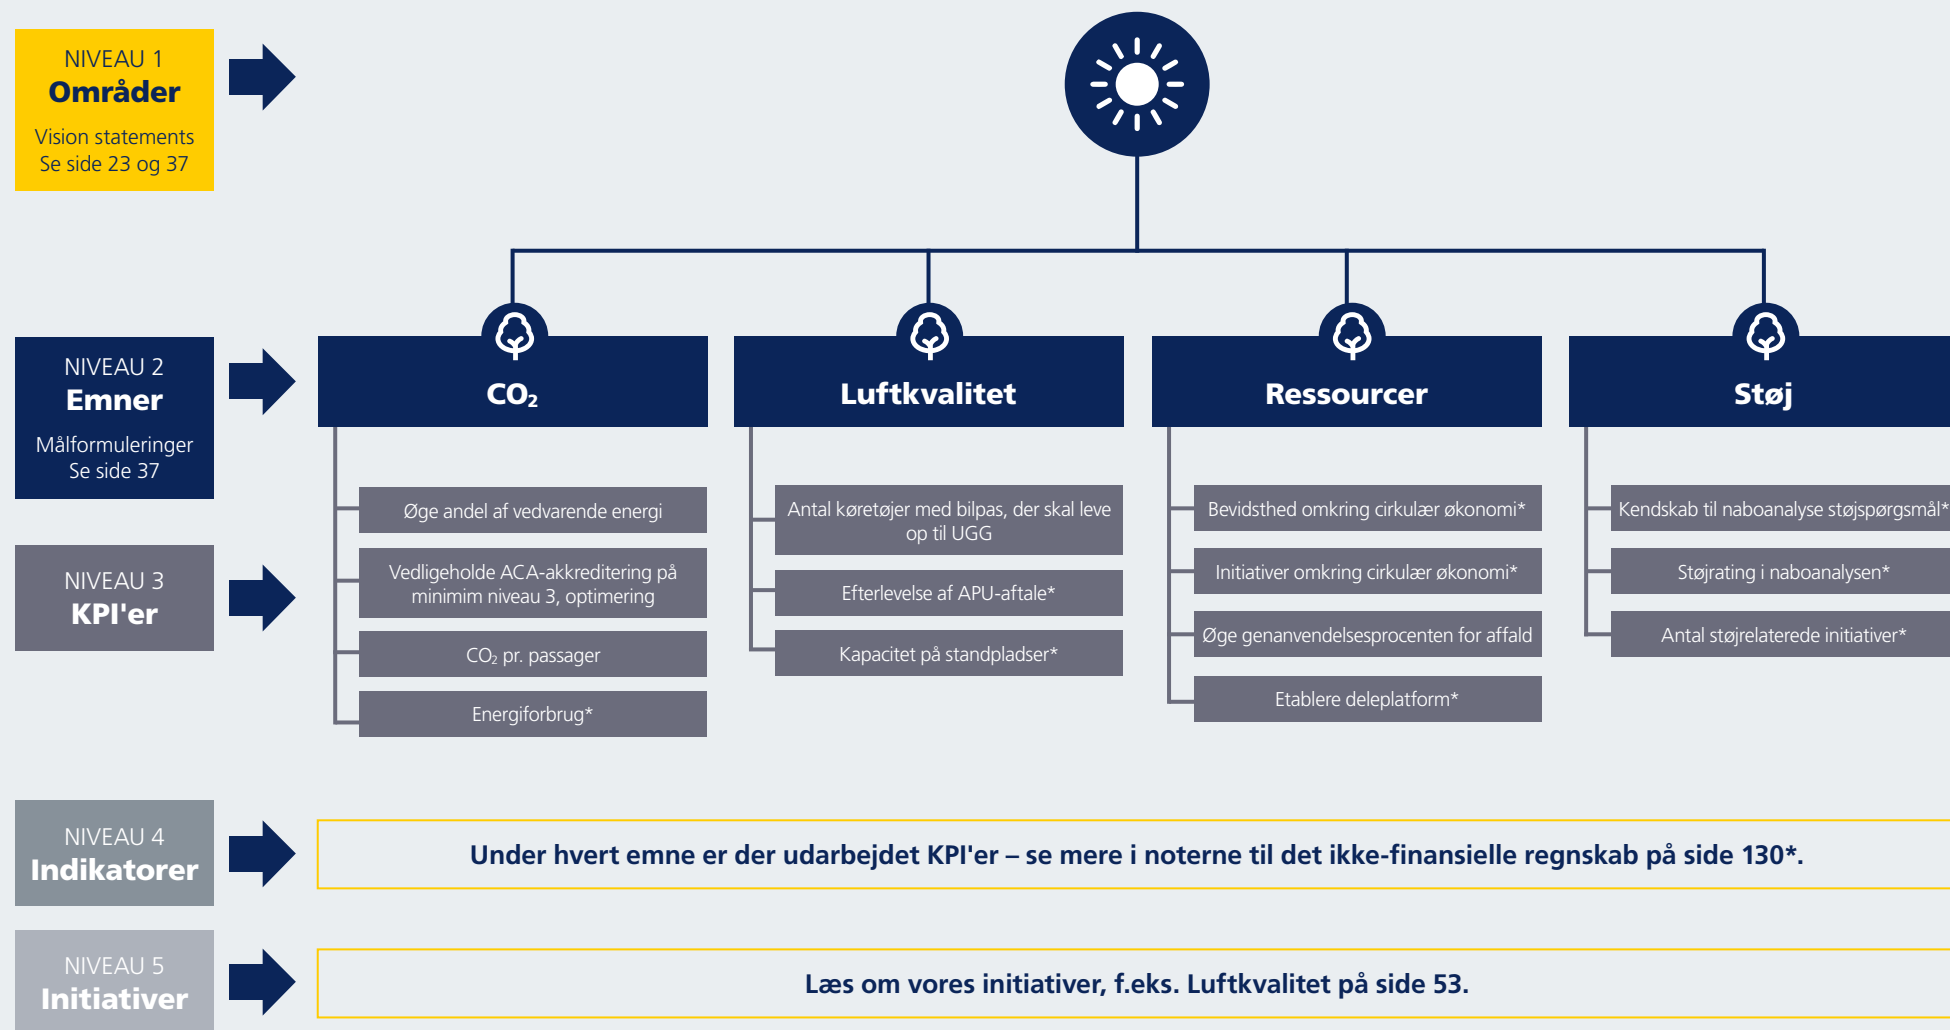 NIVEAU 1
Områder
Vision statements
Se side 23 og 37
NIVEAU 2
Emner
Målformuleringer
Se side 37
CO₂
Luftkvalitet
Ressourcer
Støj
NIVEAU 3
KPI'er
Øge andel af vedvarende energi
Vedligeholde ACA-akkreditering på
minimim niveau 3, optimering
CO₂ pr. passager
Energiforbrug*
Antal køretøjer med bilpas, der skal leve
op til UGG
Efterlevelse af APU-aftale*
Kapacitet på standpladser*
Bevidsthed omkring cirkulær økonomi*
Initiativer omkring cirkulær økonomi*
Øge genanvendelsesprocenten for affald
Etablere deleplatform*
Kendskab til naboanalyse støjspørgsmål*
Støjrating i naboanalysen*
Antal støjrelaterede initiativer*
NIVEAU 4
Indikatorer
Under hvert emne er der udarbejdet KPI'er – se mere i noterne til det ikke-finansielle regnskab på side 130*.
NIVEAU 5
Initiativer
Læs om vores initiativer, f.eks. Luftkvalitet på side 53.